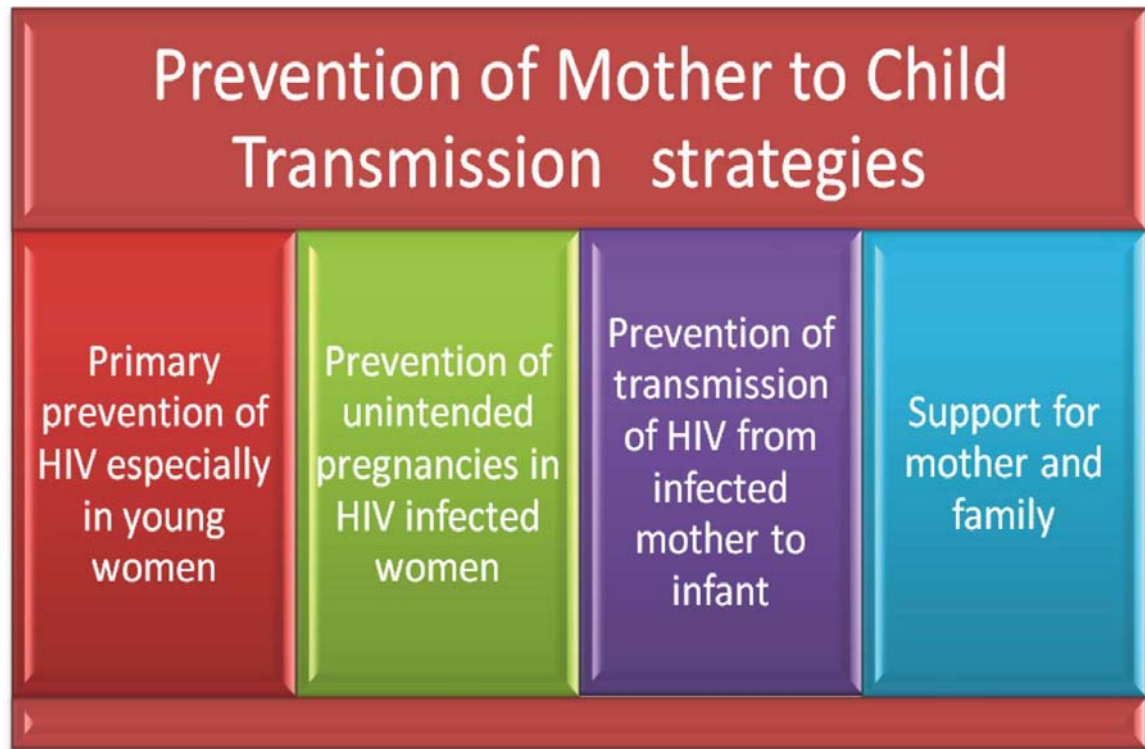 Prevention of Mother to Child
Transmission strategies
Primary
prevention of
HIV especially
in young
women
Prevention of
unintended
pregnancies in
HIV infected
women
Prevention of
transmission
of HIV from
infected
mother to
infant
Support for
mother and
family